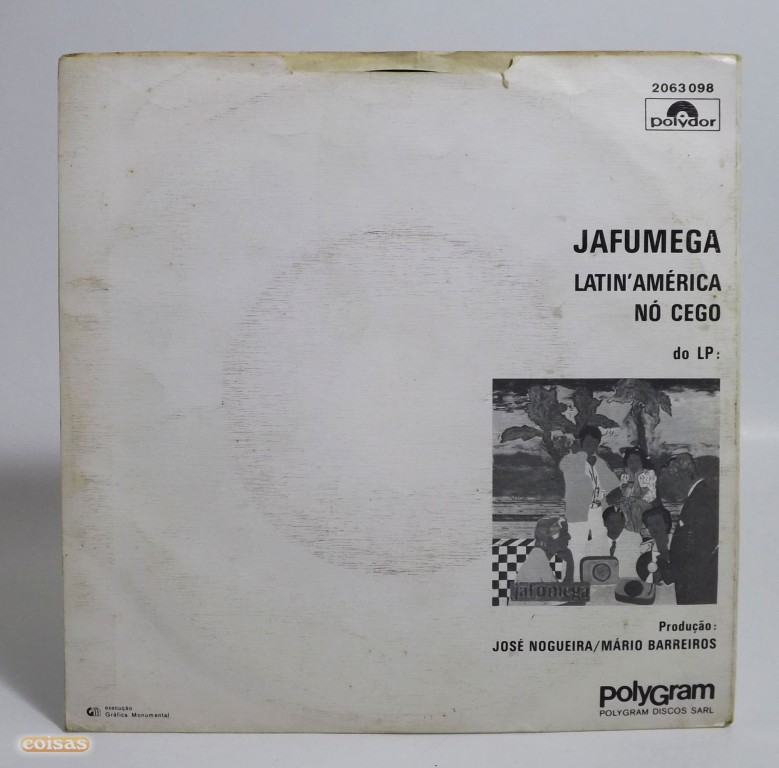 2063 098
polydor
JAFUMEGA
LATIN'AMÉRICA
NÓ CEGO
do LP:
jafumega
Produção:
JOSÉ NOGUEIRA/MÁRIO BARREIROS
polyGram
POLYGRAM DISCOS SARL
GM execução
Gráfica Monumental
coisas